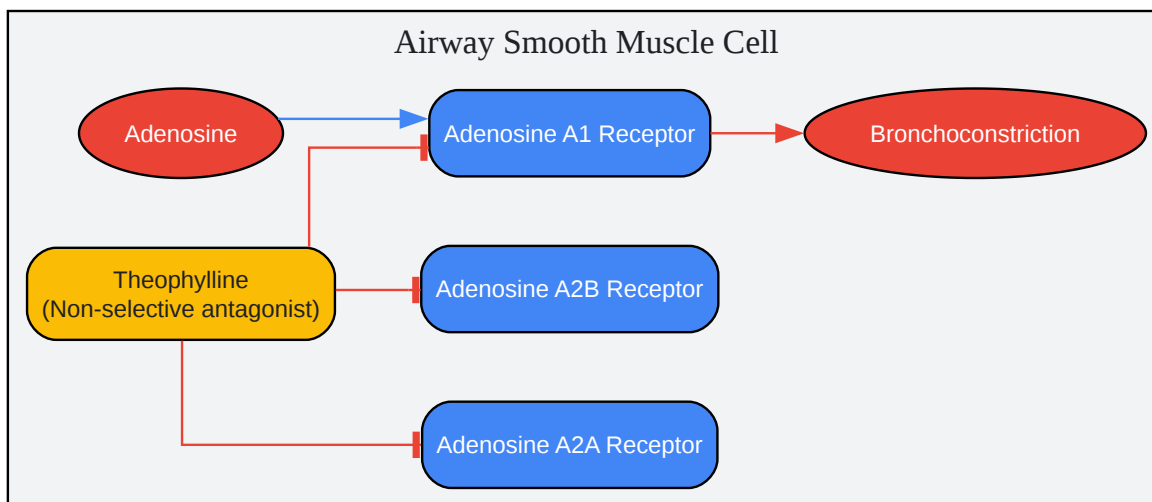 Airway Smooth Muscle Cell
Adenosine
Adenosine A1 Receptor
Bronchoconstriction
Theophylline
(Non-selective antagonist)
Adenosine A2B Receptor
Adenosine A2A Receptor